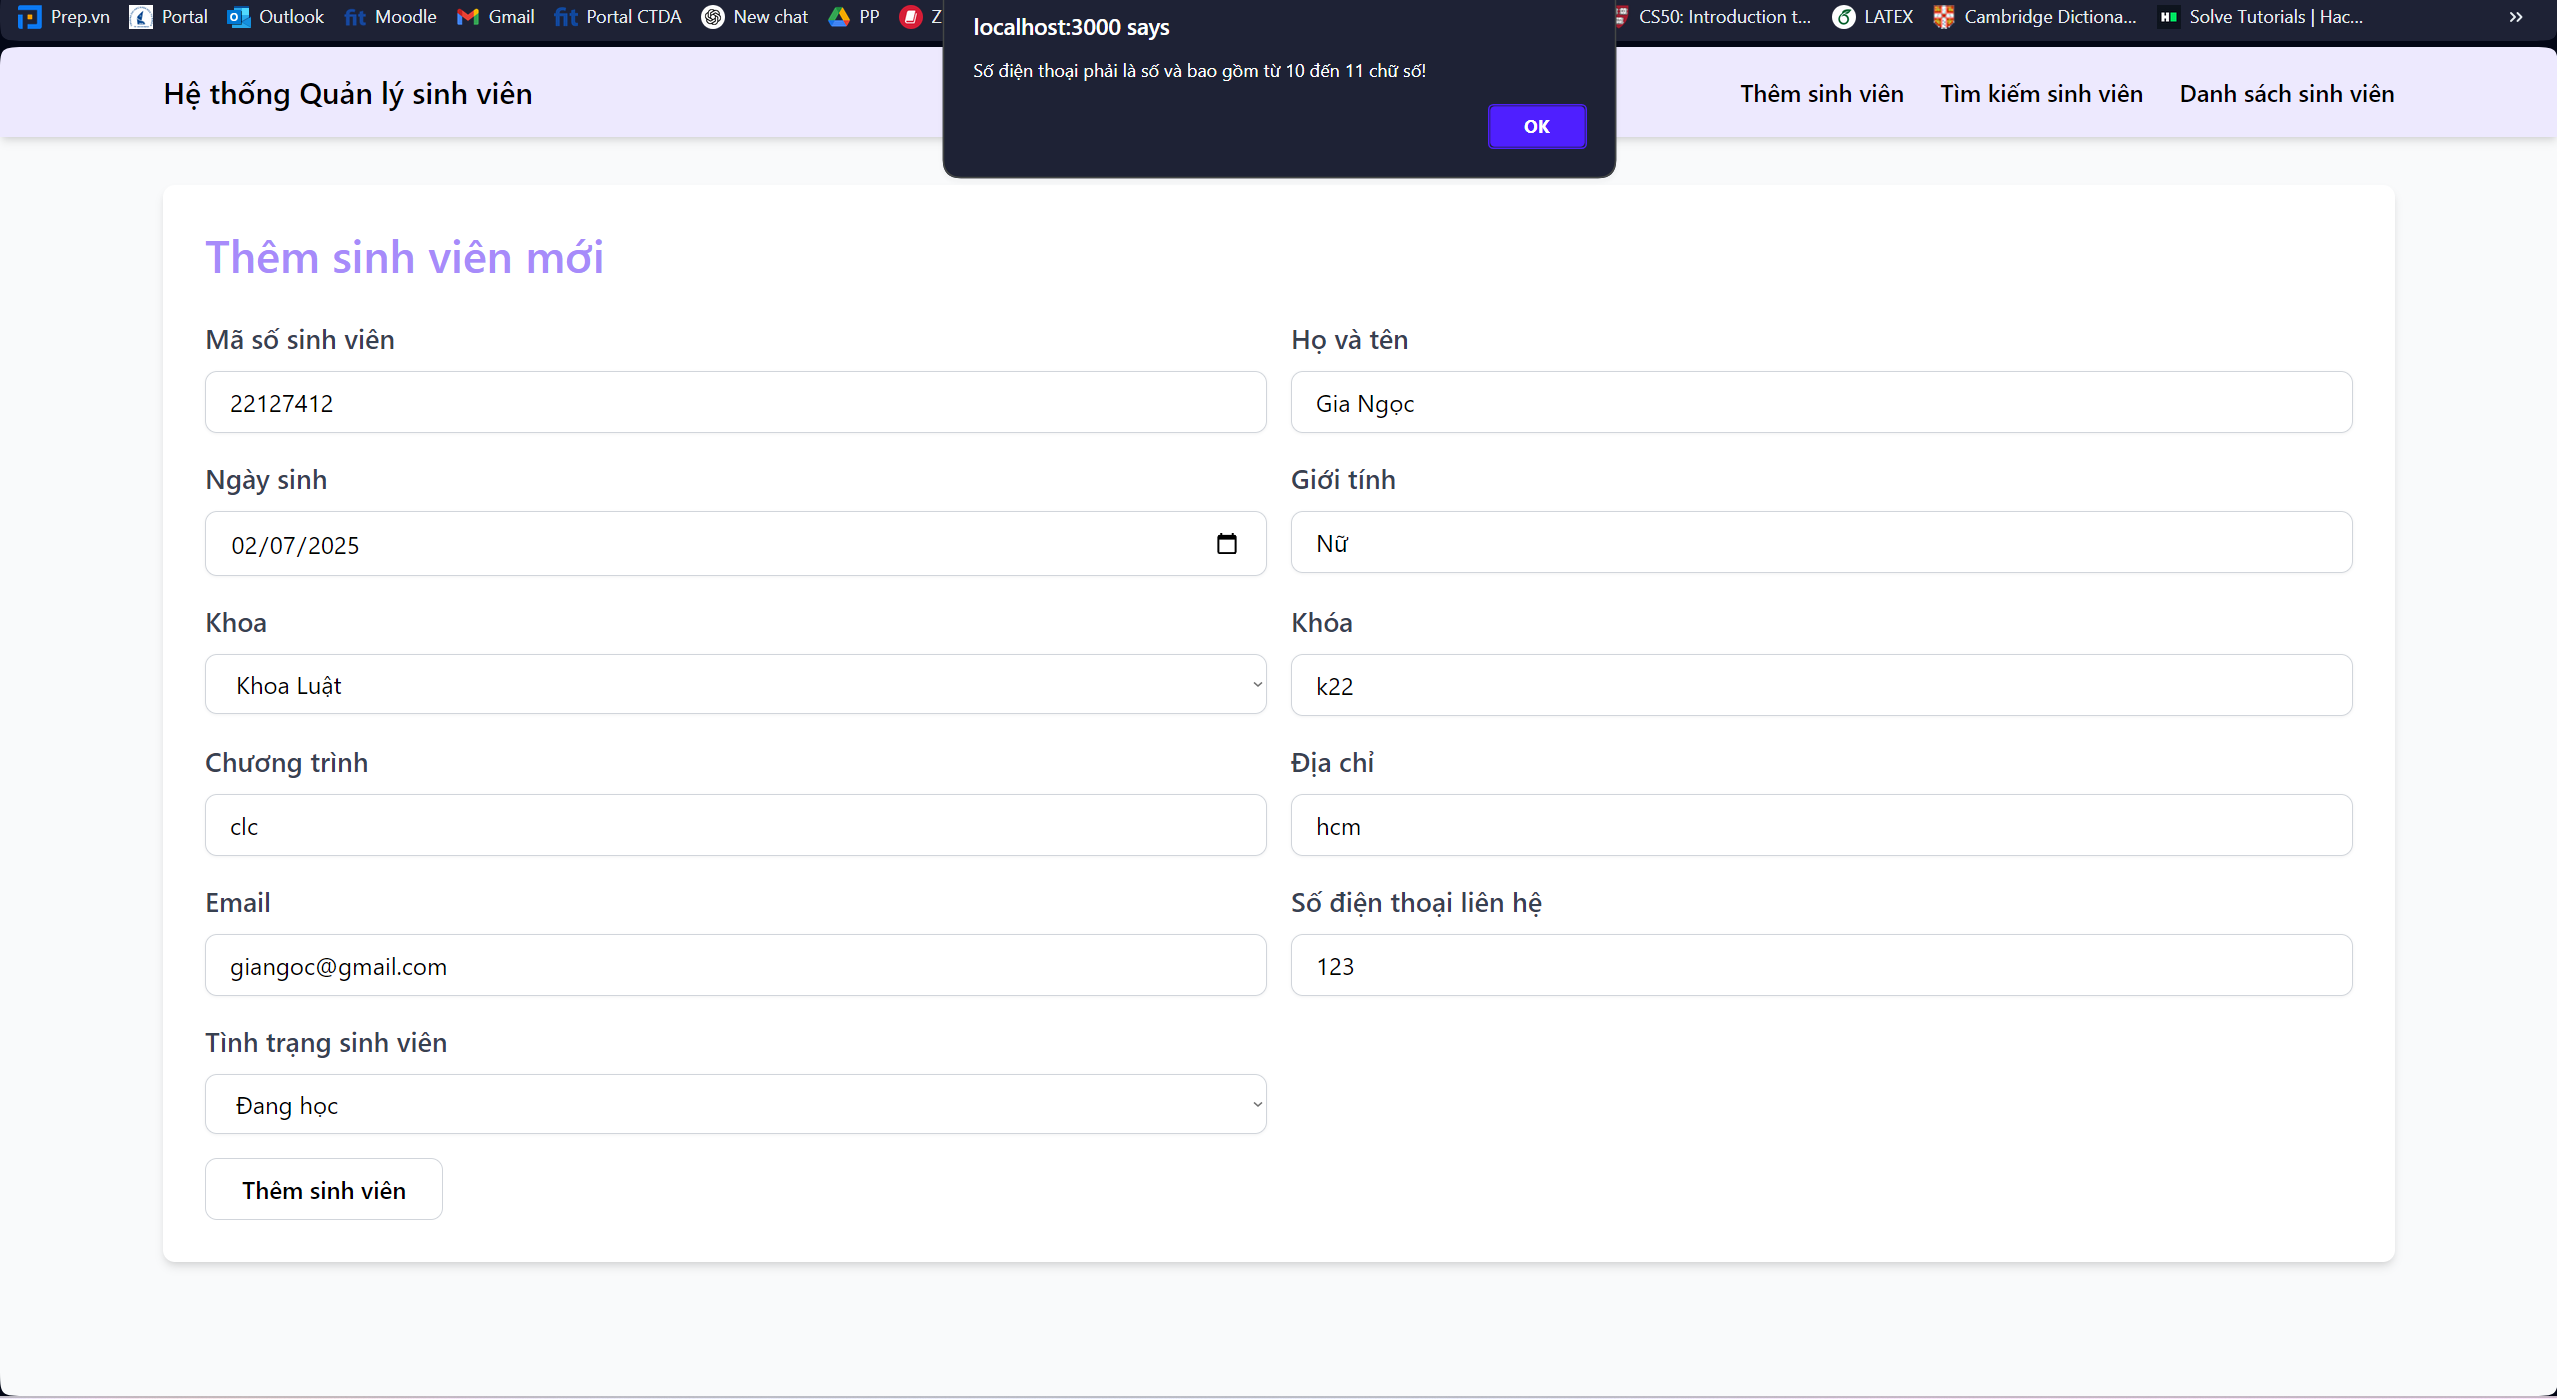 Prep.vn Portal Outlook Moodle Gmail Portal CTDA New chat PP Z CS50: Introduction t... LATEX Cambridge Dictiona... Solve Tutorials | Hac...
localhost:3000 says
Số điện thoại phải là số và bao gồm từ 10 đến 11 chữ số!
OK
Hệ thống Quản lý sinh viên
Thêm sinh viên Tìm kiếm sinh viên Danh sách sinh viên
Thêm sinh viên mới
Mã số sinh viên Họ và tên
22127412 Gia Ngọc
Ngày sinh Giới tính
02/07/2025 Nữ
Khoa Khóa
Khoa Luật k22
Chương trình Địa chỉ
clc hcm
Email Số điện thoại liên hệ
giangoc@gmail.com 123
Tình trạng sinh viên
Đang học
Thêm sinh viên